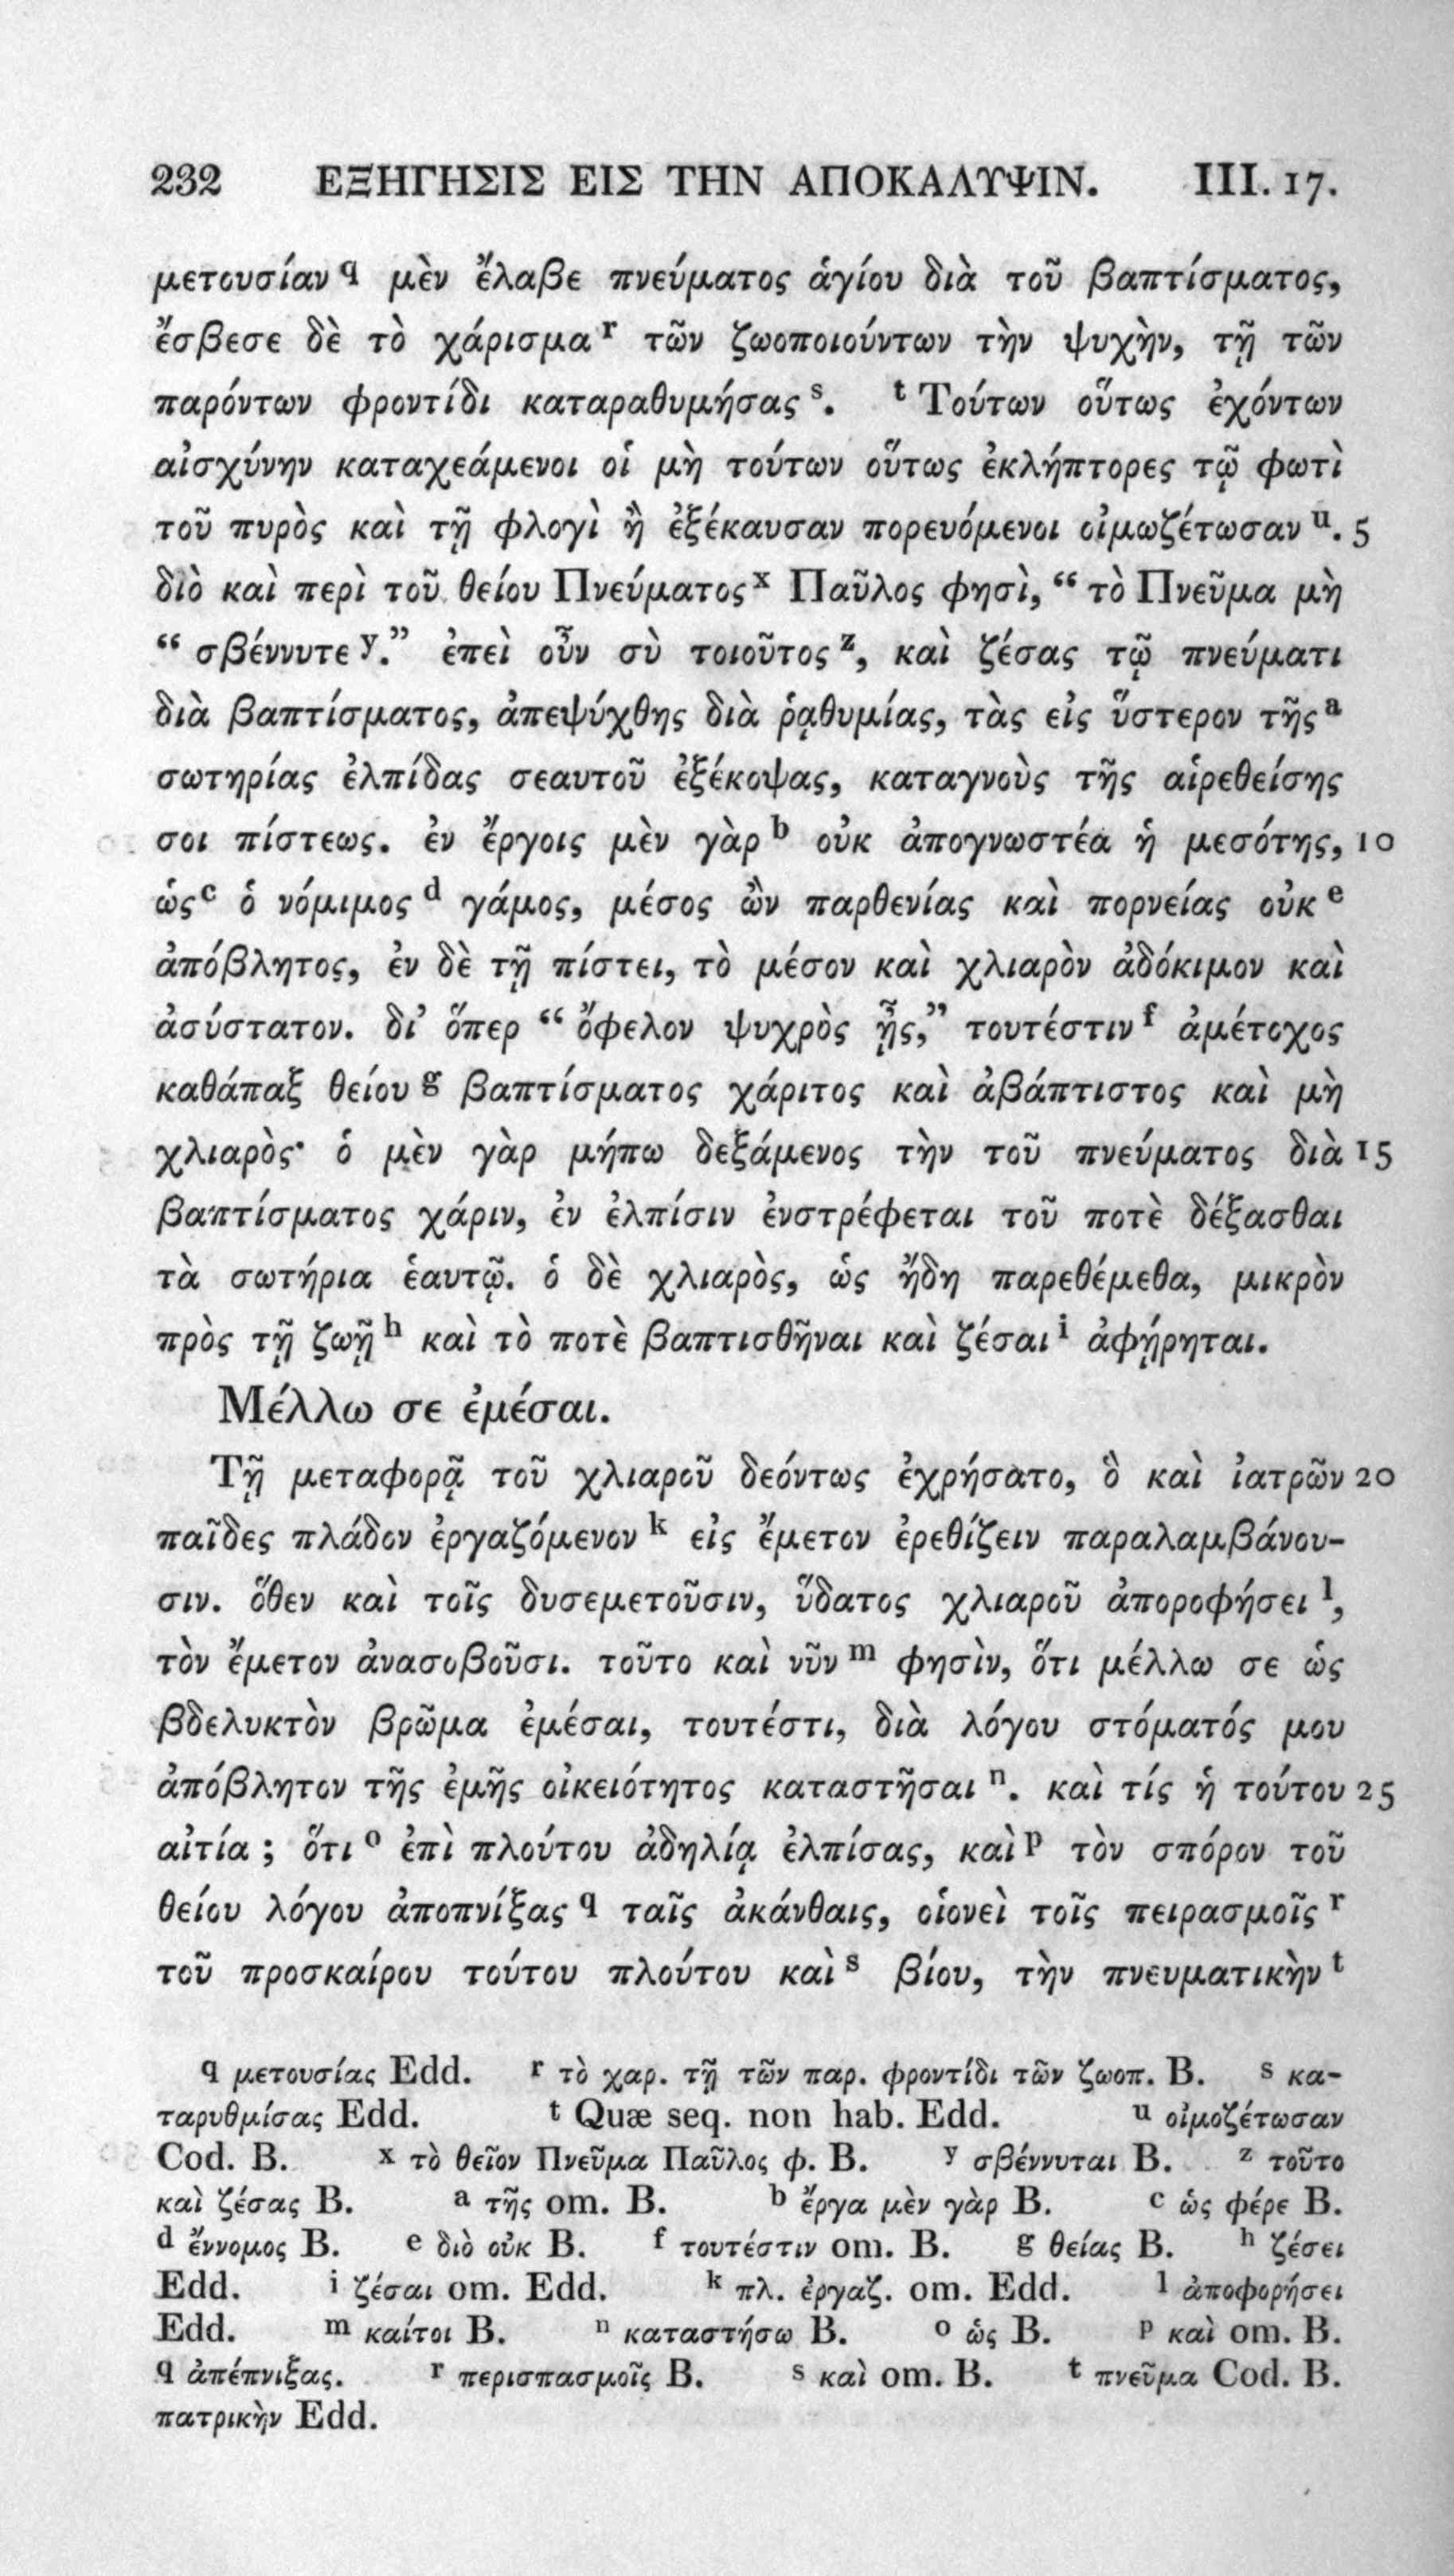 232 ΕΞΗΓΗΣΙΣ ΕΙΣ ΤΗΝ ΑΠΟΚΑΛΥΨΙΝ. III. 17.
μετουσίαν q μὲν ἔλαβε πνεύματος ἁγίου διὰ τοῦ βαπτίσματος,
ἔσβεσε δὲ τὸ χάρισμα r τῶν ζωοποιούντων τὴν ψυχὴν, τῇ τῶν
παρόντων φροντίδι καταραθυμήσας s. t Τούτων οὕτως ἐχόντων
αἰσχύνην καταχεάμενοι οἱ μὴ τούτων οὕτως ἐκλήπτορες τῷ φωτὶ
τοῦ πυρὸς καὶ τῇ φλογὶ ᾗ ἐξέκαυσαν πορευόμενοι οἰμωζέτωσαν u. 5
διὸ καὶ περὶ τοῦ θείου Πνεύματος x Παῦλος φησὶ, “ τὸ Πνεῦμα μὴ
“ σβέννυτε y.” ἐπεὶ οὖν σὺ τοιοῦτος z, καὶ ζέσας τῷ πνεύματι
διὰ βαπτίσματος, ἀπεψύχθης διὰ ῥᾳθυμίας, τὰς εἰς ὕστερον τῆς a
σωτηρίας ἐλπίδας σεαυτοῦ ἐξέκοψας, καταγνοὺς τῆς αἱρεθείσης
σοι πίστεως. ἐν ἔργοις μὲν γὰρ b οὐκ ἀπογνωστέα ἡ μεσότης, 10
ὡς c ὁ νόμιμος d γάμος, μέσος ὢν παρθενίας καὶ πορνείας οὐκ e
ἀπόβλητος, ἐν δὲ τῇ πίστει, τὸ μέσον καὶ χλιαρὸν ἀδόκιμον καὶ
ἀσύστατον. δι’ ὅπερ “ ὄφελον ψυχρὸς ᾖς,” τουτέστιν f ἀμέτοχος
καθάπαξ θείου g βαπτίσματος χάριτος καὶ ἀβάπτιστος καὶ μὴ
χλιαρὸς· ὁ μὲν γὰρ μήπω δεξάμενος τὴν τοῦ πνεύματος διὰ 15
βαπτίσματος χάριν, ἐν ἐλπίσιν ἐνστρέφεται τοῦ ποτὲ δέξασθαι
τὰ σωτήρια ἑαυτῷ. ὁ δὲ χλιαρὸς, ὡς ἤδη παρεθέμεθα, μικρὸν
πρὸς τῇ ζωῇ h καὶ τὸ ποτὲ βαπτισθῆναι καὶ ζέσαι i ἀφῄρηται.
Μέλλω σε ἐμέσαι.
Τῇ μεταφορᾷ τοῦ χλιαροῦ δεόντως ἐχρήσατο, ὃ καὶ ἰατρῶν 20
παῖδες πλάδον ἐργαζόμενον k εἰς ἔμετον ἐρεθίζειν παραλαμβάνου-
σιν. ὅθεν καὶ τοῖς δυσεμετοῦσιν, ὕδατος χλιαροῦ ἀποροφήσει l,
τὸν ἔμετον ἀνασοβοῦσι. τοῦτο καὶ νῦν m φησὶν, ὅτι μέλλω σε ὡς
βδελυκτὸν βρῶμα ἐμέσαι, τουτέστι, διὰ λόγου στόματός μου
ἀπόβλητον τῆς ἐμῆς οἰκειότητος καταστῆσαι n. καὶ τίς ἡ τούτου 25
αἰτία ; ὅτι o ἐπὶ πλούτου ἀδηλίᾳ ἐλπίσας, καὶ p τὸν σπόρον τοῦ
θείου λόγου ἀποπνίξας q ταῖς ἀκάνθαις, οἱονεὶ τοῖς πειρασμοῖς r
τοῦ προσκαίρου τούτου πλούτου καὶ s βίου, τὴν πνευματικὴν t
q μετουσίας Edd. r τὸ χαρ. τῇ τῶν παρ. φροντίδι τῶν ζωοπ. B. s κα-
ταρυθμίσας Edd. t Quæ seq. non hab. Edd. u οἰμοζέτωσαν
Cod. B. x τὸ θεῖον Πνεῦμα Παῦλος φ. B. y σβέννυται B. z τοῦτο
καὶ ζέσας B. a τῆς om. B. b ἔργα μὲν γὰρ B. c ὡς φέρε B.
d ἔννομος B. e διὸ οὐκ B. f τουτέστιν om. B. g θείας B. h ζέσει
Edd. i ζέσαι om. Edd. k πλ. ἐργαζ. om. Edd. l ἀποφορήσει
Edd. m καίτοι B. n καταστήσω B. o ὡς B. p καὶ om. B.
q ἀπέπνιξας. r περισπασμοῖς B. s καὶ om. B. t πνεῦμα Cod. B.
πατρικὴν Edd.